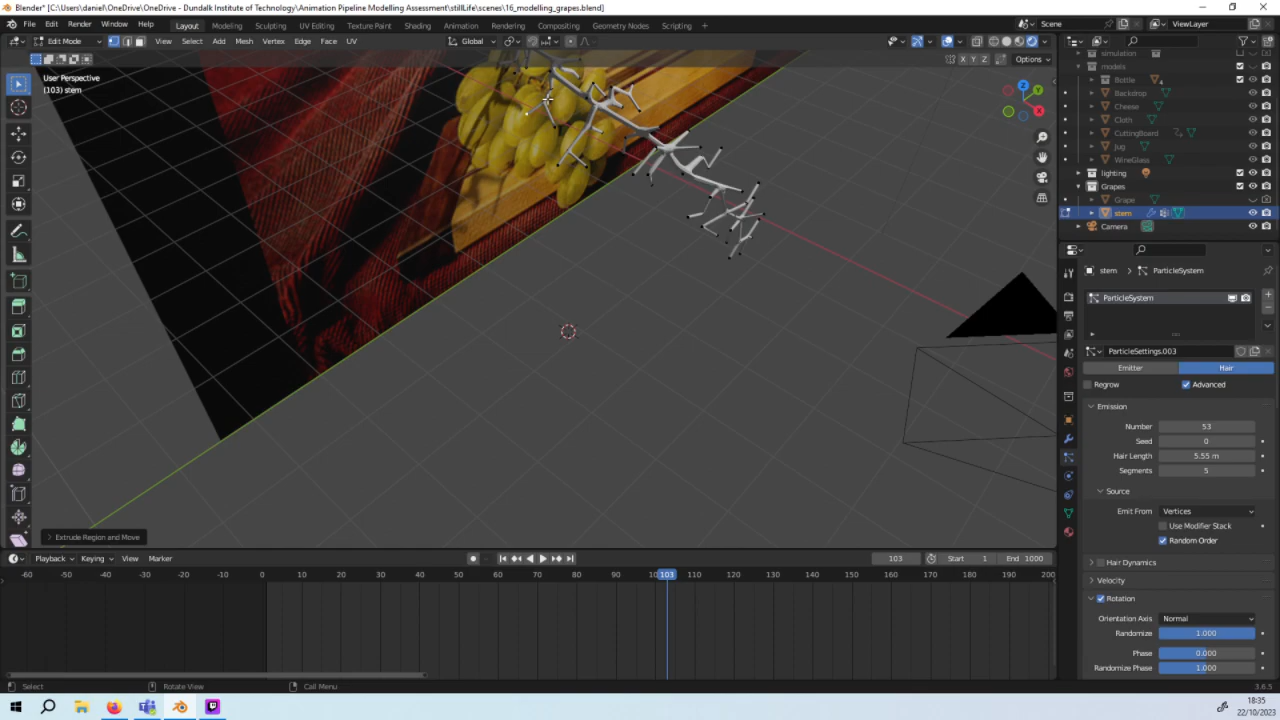 Blender* [C:\Users\daniel\OneDrive\OneDrive - Dundalk Institute of Technology\Animation Pipeline Modelling Assessment\stillLife\scenes\16_modelling_grapes.blend]
File Edit Render Window Help Layout Modeling Sculpting UV Editing Texture Paint Shading Animation Rendering Compositing Geometry Nodes Scripting + Scene ViewLayer
Edit Mode View Select Add Mesh Vertex Edge Face UV Global
X Y Z Options
User Perspective
(103) stem
simulation
models
Bottle 4
Backdrop
Cheese
Cloth
CuttingBoard
Jug
WineGlass
lighting
Grapes
Grape
stem
Camera
Z Y X
stem > ParticleSystem
ParticleSystem
ParticleSettings.003
Emitter Hair
Regrow Advanced
Emission
Number 53
Seed 0
Hair Length 5.55 m
Segments 5
Source
Emit From Vertices
Use Modifier Stack
Random Order
Hair Dynamics
Velocity
Rotation
Orientation Axis Normal
Randomize 1.000
Phase 0.000
Randomize Phase 1.000
Extrude Region and Move
Playback Keying View Marker 103 Start 1 End 1000
-60 -50 -40 -30 -20 -10 0 10 20 30 40 50 60 70 80 90 103 110 120 130 140 150 160 170 180 190 200
Select Rotate View Call Menu 3.6.5
18:35
22/10/2023